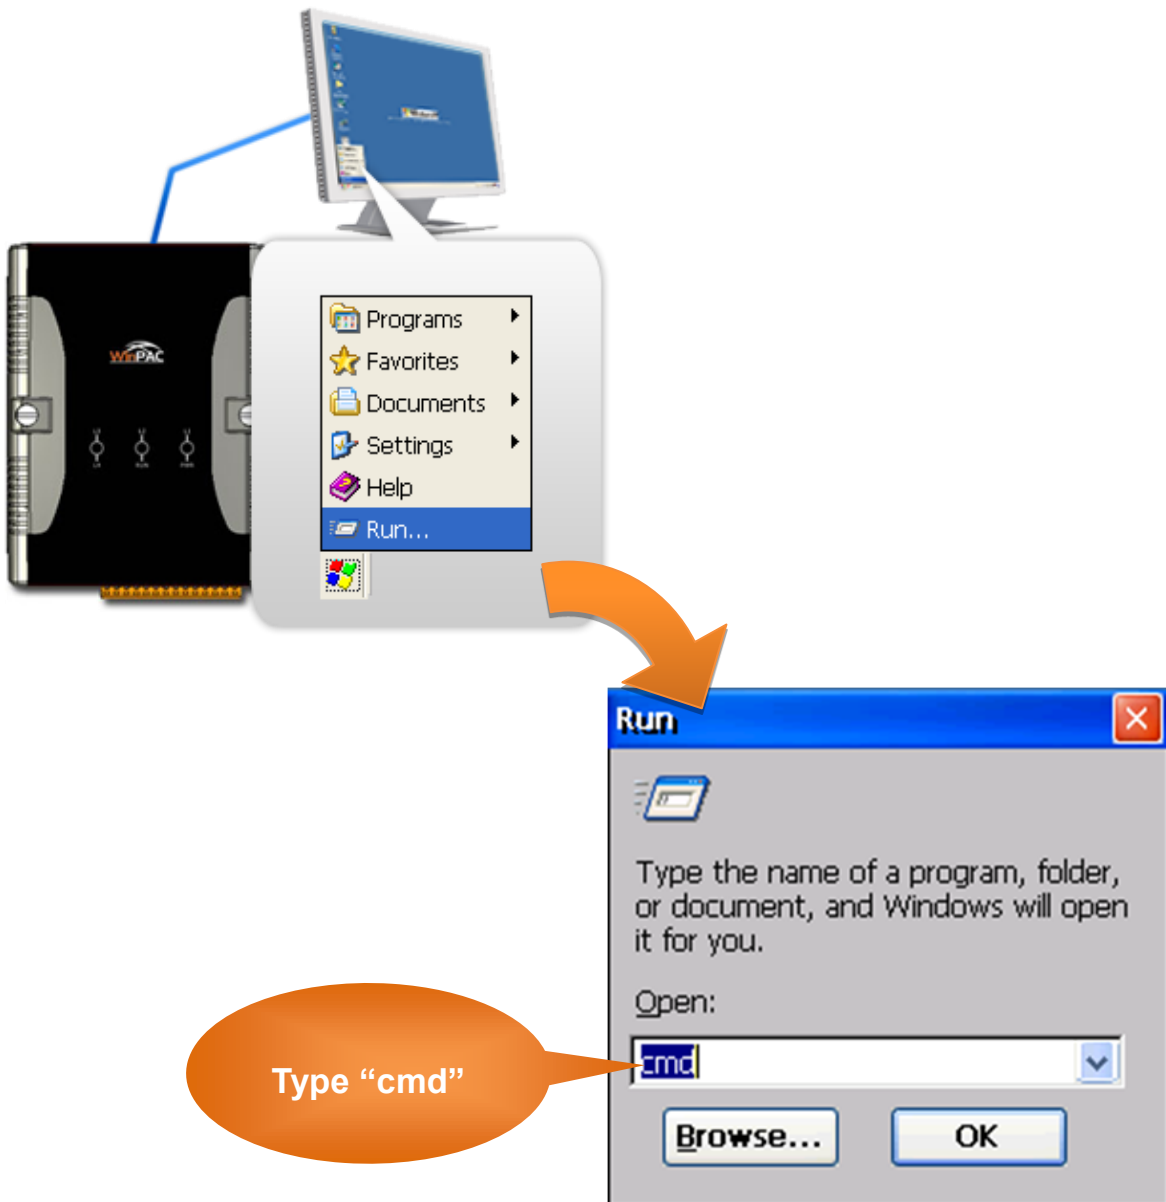 WinPAC
Programs
Favorites
Documents
Settings
Help
Run...
Run
Type the name of a program, folder,
or document, and Windows will open
it for you.
Open:
cmd
Type “cmd”
Browse...
OK